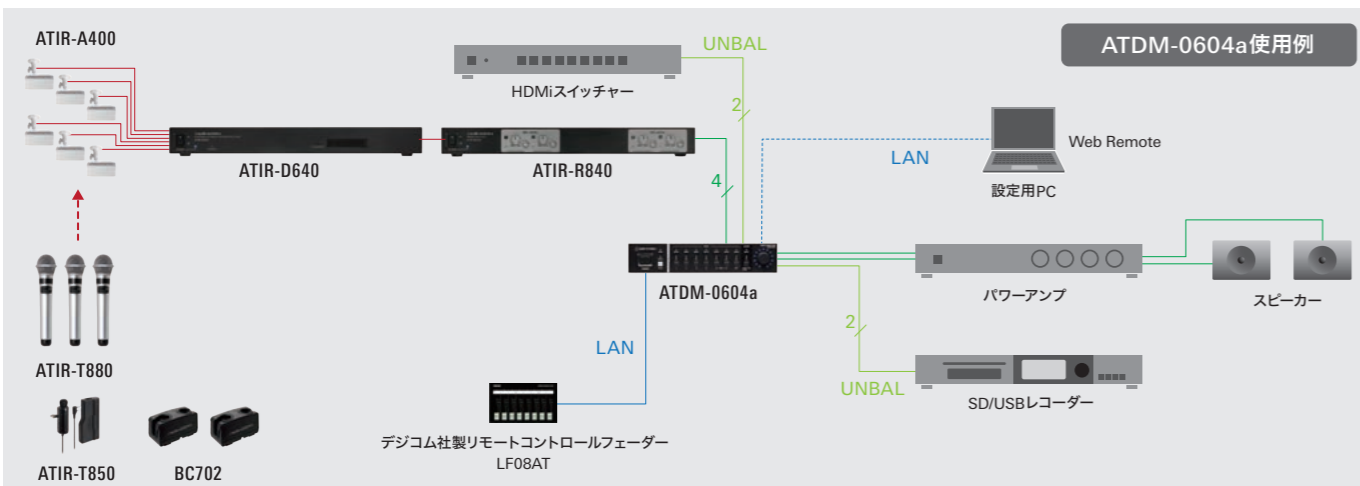 ATDM-0604a使用例
ATIR-A400
UNBAL
HDMiスイッチャー
2
ATIR-D640
ATIR-R840
4
LAN
Web Remote
設定用PC
ATDM-0604a
パワーアンプ
スピーカー
ATIR-T880
LAN
2
UNBAL
SD/USBレコーダー
デジコム社製リモートコントロールフェーダー
LF08AT
ATIR-T850
BC702